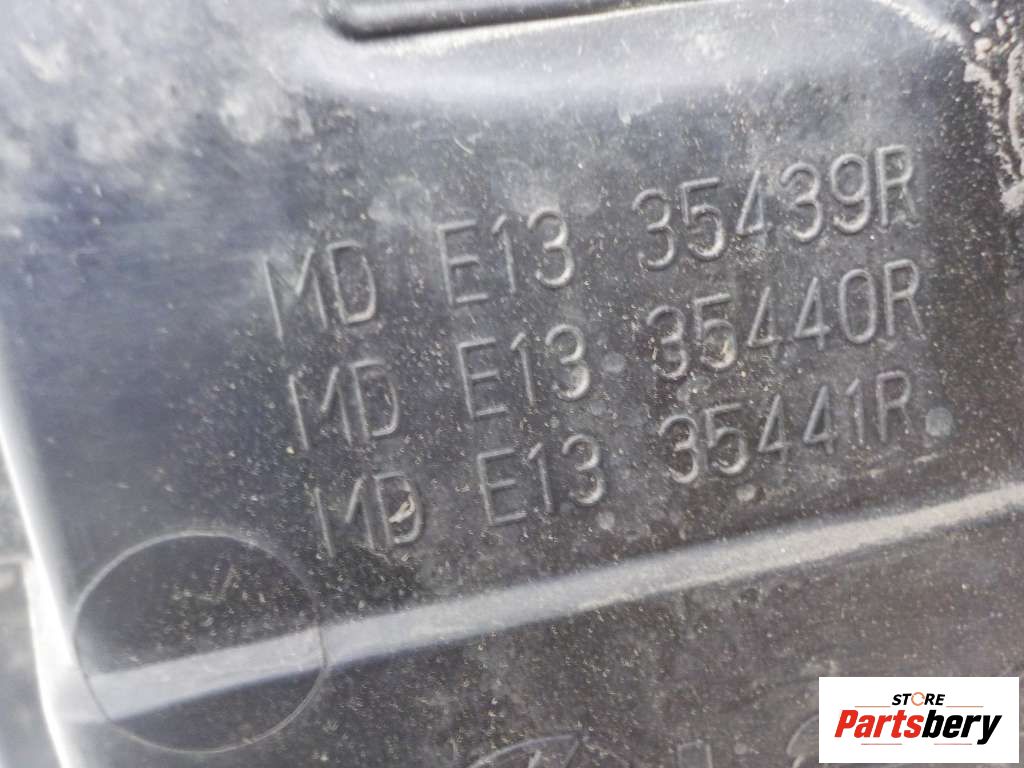 MD E13 35439R
MD E13 35440R
MD E13 35441R
STORE
Partsbery